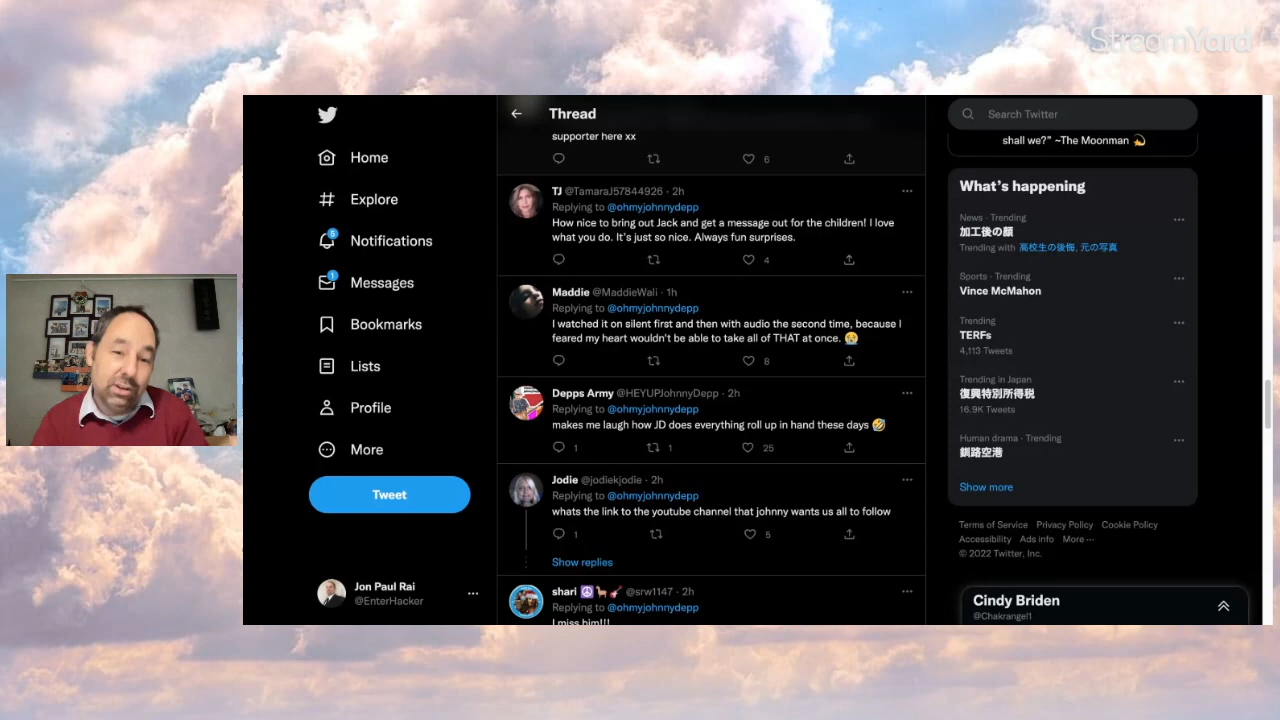 StreamYard
Home
Explore
5
Notifications
1
Messages
Bookmarks
Lists
Profile
More
Tweet
Jon Paul Rai
@EnterHacker
Thread
supporter here xx
6
TJ @TamaraJ57844926 · 2h
Replying to @ohmyjohnnydepp
How nice to bring out Jack and get a message out for the children! I love
what you do. It's just so nice. Always fun surprises.
4
Maddie @MaddieWali · 1h
Replying to @ohmyjohnnydepp
I watched it on silent first and then with audio the second time, because I
feared my heart wouldn't be able to take all of THAT at once. 😭
8
Depps Army @HEYUPJohnnyDepp · 2h
Replying to @ohmyjohnnydepp
makes me laugh how JD does everything roll up in hand these days 🤣
1 1 25
Jodie @jodiekjodie · 2h
Replying to @ohmyjohnnydepp
whats the link to the youtube channel that johnny wants us all to follow
1 5
Show replies
shari ☮️🐕🎸 @srw1147 · 2h
Replying to @ohmyjohnnydepp
I miss him!!!
Search Twitter
shall we?" ~The Moonman 💫
What's happening
News · Trending
加工後の顔
Trending with 高校生の後悔, 元の写真
Sports · Trending
Vince McMahon
Trending
TERFs
4,113 Tweets
Trending in Japan
復興特別所得税
16.9K Tweets
Human drama · Trending
釧路空港
Show more
Terms of Service Privacy Policy Cookie Policy
Accessibility Ads info More ···
© 2022 Twitter, Inc.
Cindy Briden
@Chakrangel1